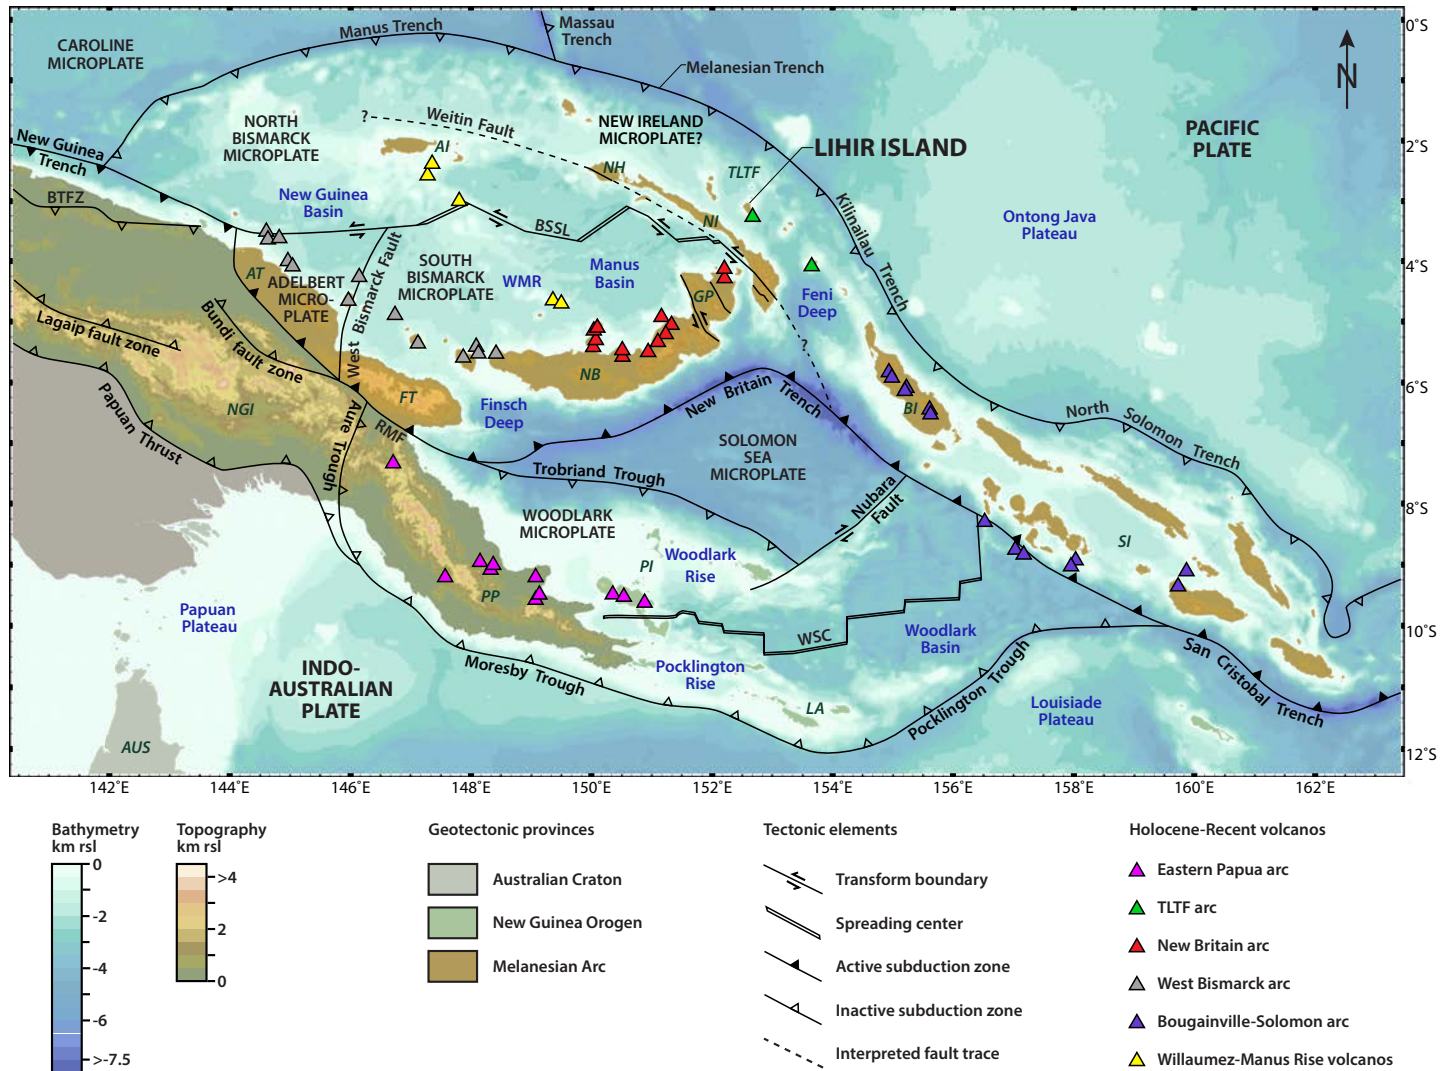 CAROLINE
MICROPLATE
Manus Trench
Massau
Trench
Melanesian Trench
0°S
N
NORTH
BISMARCK
MICROPLATE
?
Weitin Fault
NEW IRELAND
MICROPLATE?
LIHIR ISLAND
PACIFIC
PLATE
2°S
New Guinea
Trench
AI
NH
TLTF
BTFZ
New Guinea
Basin
BSSL
NI
Kilinailau Trench
Ontong Java
Plateau
AT
ADELBERT
MICRO-
PLATE
West Bismarck Fault
SOUTH
BISMARCK
MICROPLATE
WMR
Manus
Basin
GP
Feni
Deep
4°S
Lagaip fault zone
Bundi fault zone
?
NB
FT
NGI
Finsch
Deep
New Britain Trench
BI
6°S
Papuan Thrust
Aure Trough
RMF
SOLOMON
SEA
MICROPLATE
North Solomon Trench
Trobriand Trough
Nubara
Fault
WOODLARK
MICROPLATE
8°S
Woodlark
Rise
PI
SI
PP
Papuan
Plateau
WSC
Woodlark
Basin
10°S
INDO-
AUSTRALIAN
PLATE
Moresby Trough
Pocklington
Rise
Pocklington Trough
San Cristobal Trench
LA
Louisiade
Plateau
AUS
12°S
142°E 144°E 146°E 148°E 150°E 152°E 154°E 156°E 158°E 160°E 162°E
Bathymetry
km rsl
0
-2
-4
-6
>-7.5
Topography
km rsl
>4
2
0
Geotectonic provinces
Australian Craton
New Guinea Orogen
Melanesian Arc
Tectonic elements
Transform boundary
Spreading center
Active subduction zone
Inactive subduction zone
Interpreted fault trace
Holocene-Recent volcanos
Eastern Papua arc
TLTF arc
New Britain arc
West Bismarck arc
Bougainville-Solomon arc
Willaumez-Manus Rise volcanos